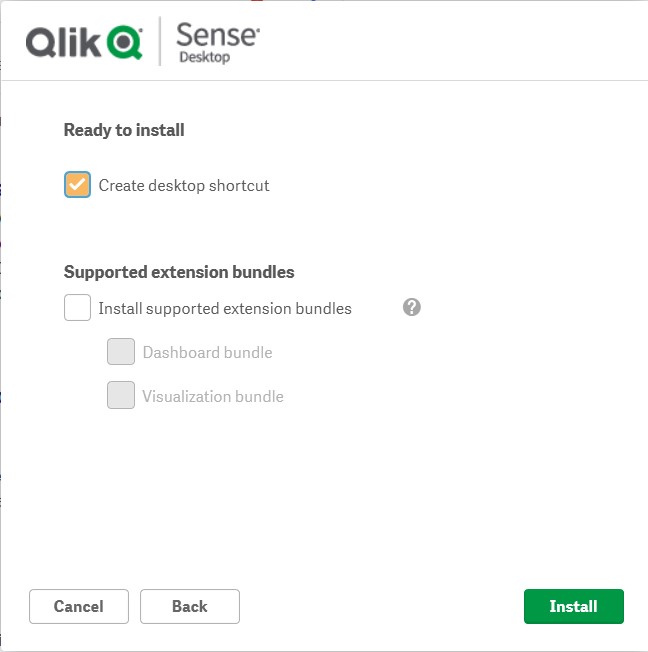 Qlik Sense
Desktop
Ready to install
Create desktop shortcut
Supported extension bundles
Install supported extension bundles ?
Dashboard bundle
Visualization bundle
Cancel Back Install